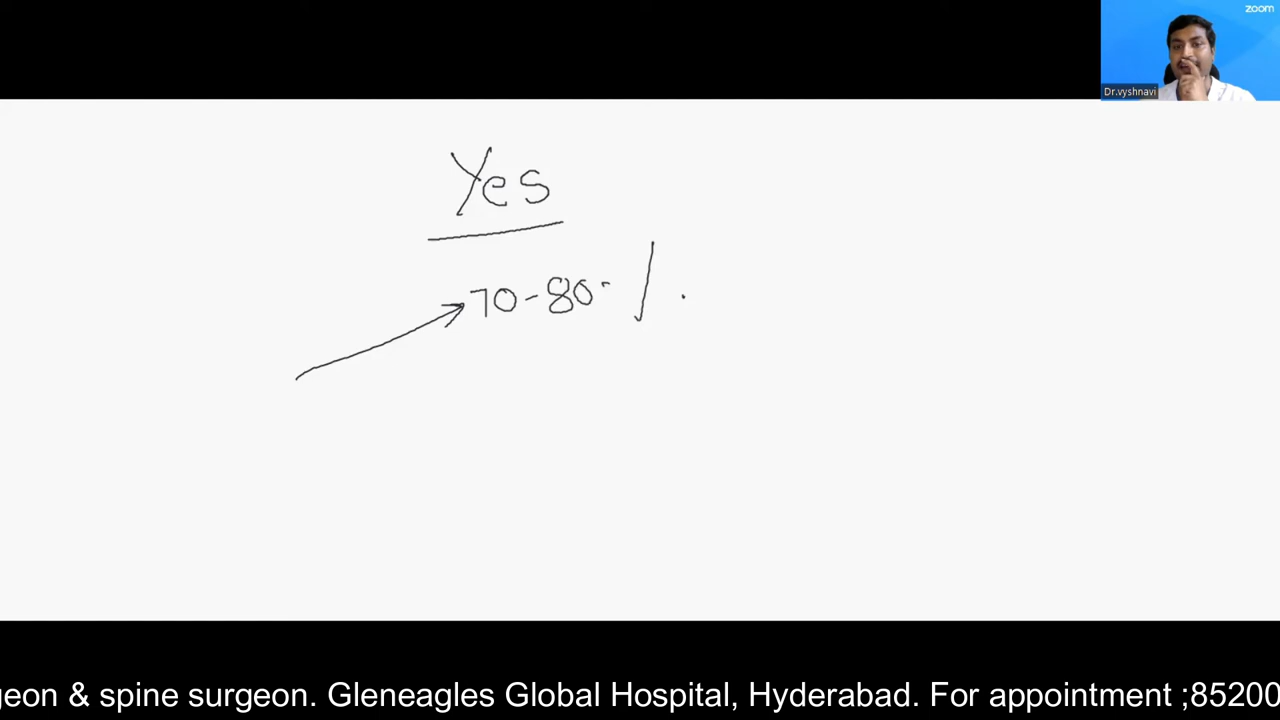 zoom
Dr.vyshnavi
Yes
70-80 %
geon & spine surgeon. Gleneagles Global Hospital, Hyderabad. For appointment ;85200